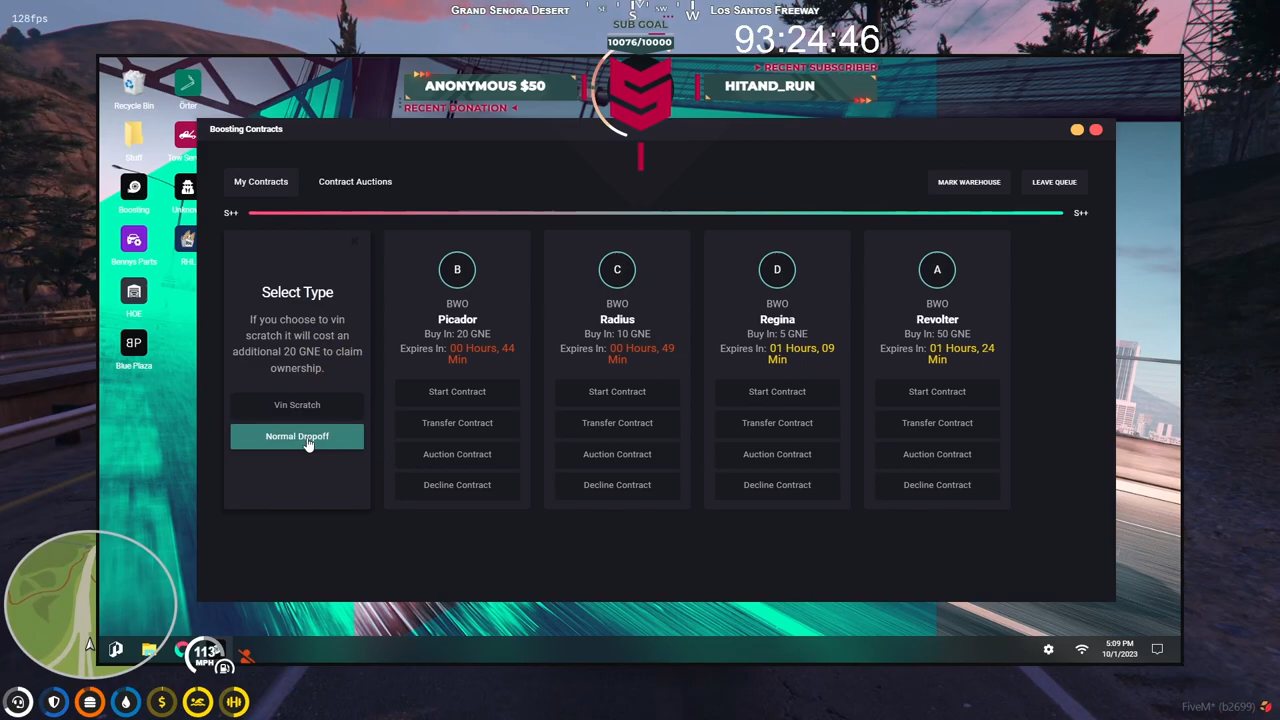 128fps
GRAND SENORA DESERT
SE
S
SW
W
LOS SANTOS FREEWAY
SUB GOAL
10076/10000
93:24:46
ANONYMOUS $50
RECENT DONATION
RECENT SUBSCRIBER
HITAND_RUN
Recycle Bin
Örter
Stuff
Tow Ser
Boosting
Unknow
Bennys Parts
RHL
HOE
BP
Blue Plaza
Boosting Contracts
My Contracts
Contract Auctions
MARK WAREHOUSE
LEAVE QUEUE
S++
S++
Select Type
If you choose to vin
scratch it will cost an
additional 20 GNE to claim
ownership.
Vin Scratch
Normal Dropoff
B
BWO
Picador
Buy In: 20 GNE
Expires In: 00 Hours, 44
Min
Start Contract
Transfer Contract
Auction Contract
Decline Contract
C
BWO
Radius
Buy In: 10 GNE
Expires In: 00 Hours, 49
Min
Start Contract
Transfer Contract
Auction Contract
Decline Contract
D
BWO
Regina
Buy In: 5 GNE
Expires In: 01 Hours, 09
Min
Start Contract
Transfer Contract
Auction Contract
Decline Contract
A
BWO
Revolter
Buy In: 50 GNE
Expires In: 01 Hours, 24
Min
Start Contract
Transfer Contract
Auction Contract
Decline Contract
113
MPH
5:09 PM
10/1/2023
FiveM* (b2699)